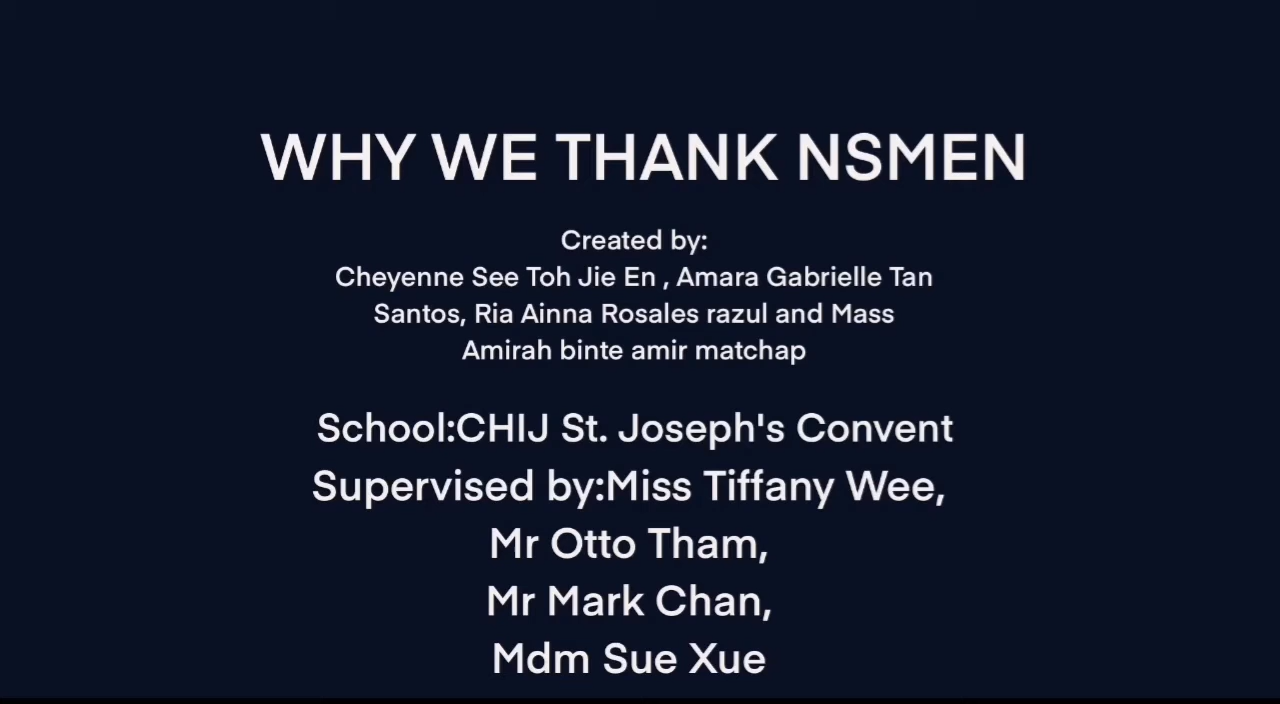 WHY WE THANK NSMEN
Created by:
Cheyenne See Toh Jie En , Amara Gabrielle Tan
Santos, Ria Ainna Rosales razul and Mass
Amirah binte amir matchap
School:CHIJ St. Joseph's Convent
Supervised by:Miss Tiffany Wee,
Mr Otto Tham,
Mr Mark Chan,
Mdm Sue Xue